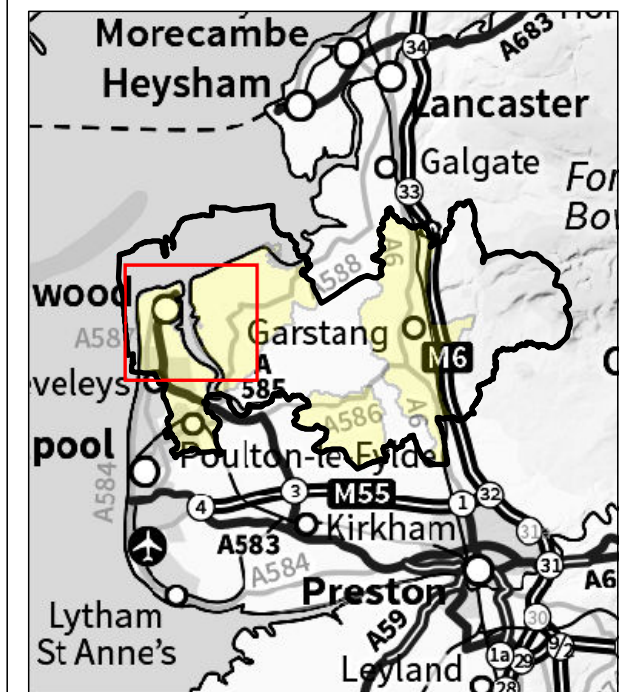 Morecambe
Heysham
34
A683
Lancaster
Galgate
For
Bov
33
A6
A588
wood
A587
Garstang
M6
A
585
veleys
A586
A6
pool
Poulton-le-Fylde
A584
3
M55
4
1
32
Kirkham
31
A583
A584
31
Preston
A6
Lytham
St Anne's
A59
30
9/2
1a
29
Leyland
28